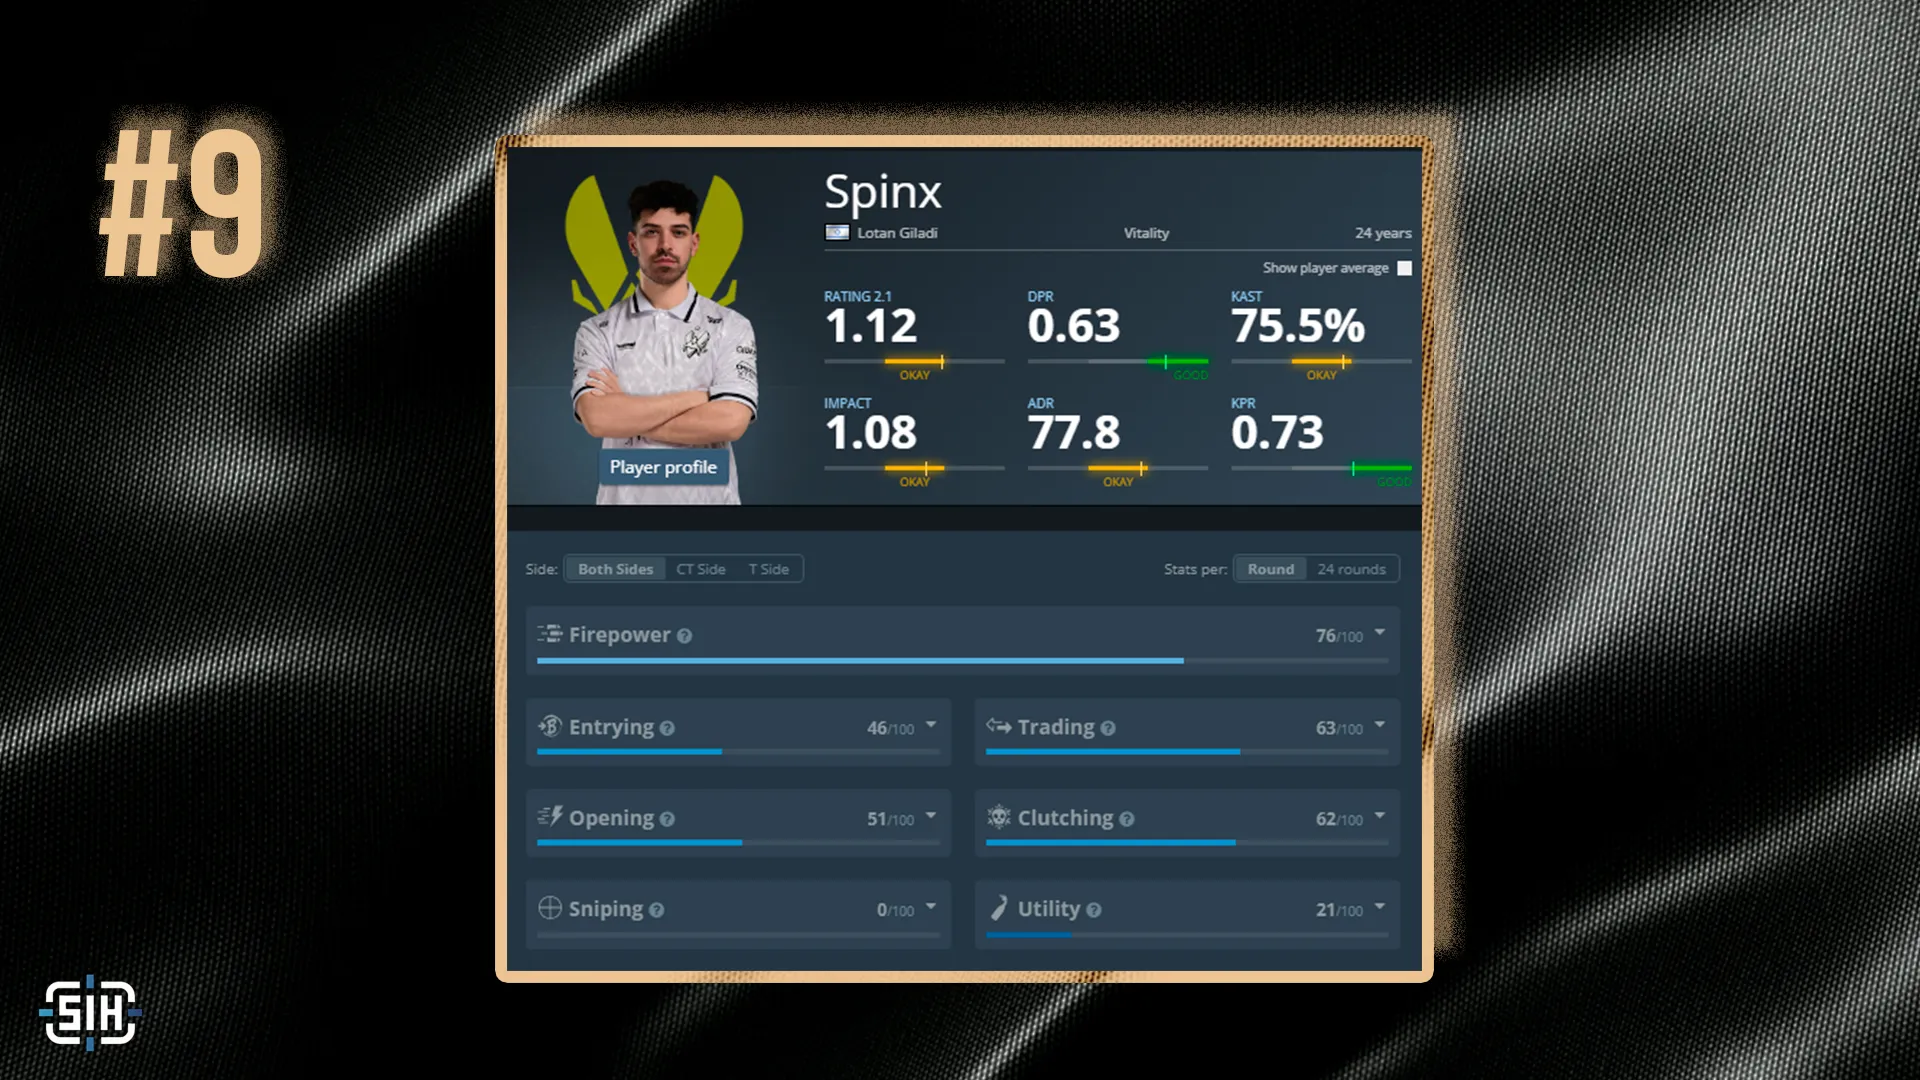 #9
Spinx
Lotan Giladi Vitality 24 years
Show player average
RATING 2.1 DPR KAST
1.12 0.63 75.5%
OKAY GOOD OKAY
IMPACT ADR KPR
1.08 77.8 0.73
OKAY OKAY GOOD
Player profile
Side: Both Sides CT Side T Side Stats per: Round 24 rounds
Firepower ? 76/100
Entrying ? 46/100 Trading ? 63/100
Opening ? 51/100 Clutching ? 62/100
Sniping ? 0/100 Utility ? 21/100
SIH